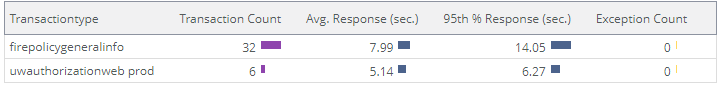 Transactiontype Transaction Count Avg. Response (sec.) 95th % Response (sec.) Exception Count
firepolicygeneralinfo 32 7.99 14.05 0
uwauthorizationweb prod 6 5.14 6.27 0